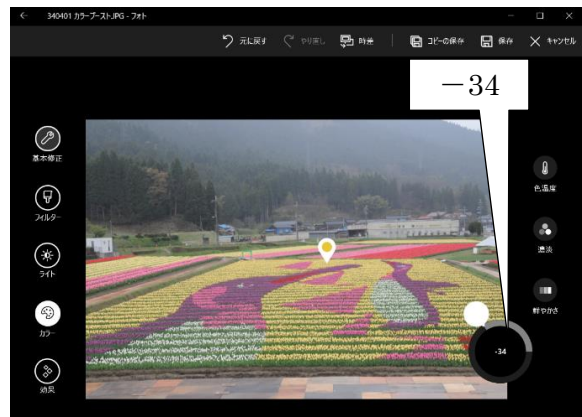 340401 カラーブースト.JPG - フォト
元に戻す やり直し 時差 コピーの保存 保存 キャンセル
－34
基本修正
フィルター
ライト
カラー
効果
色温度
濃淡
鮮やかさ
-34